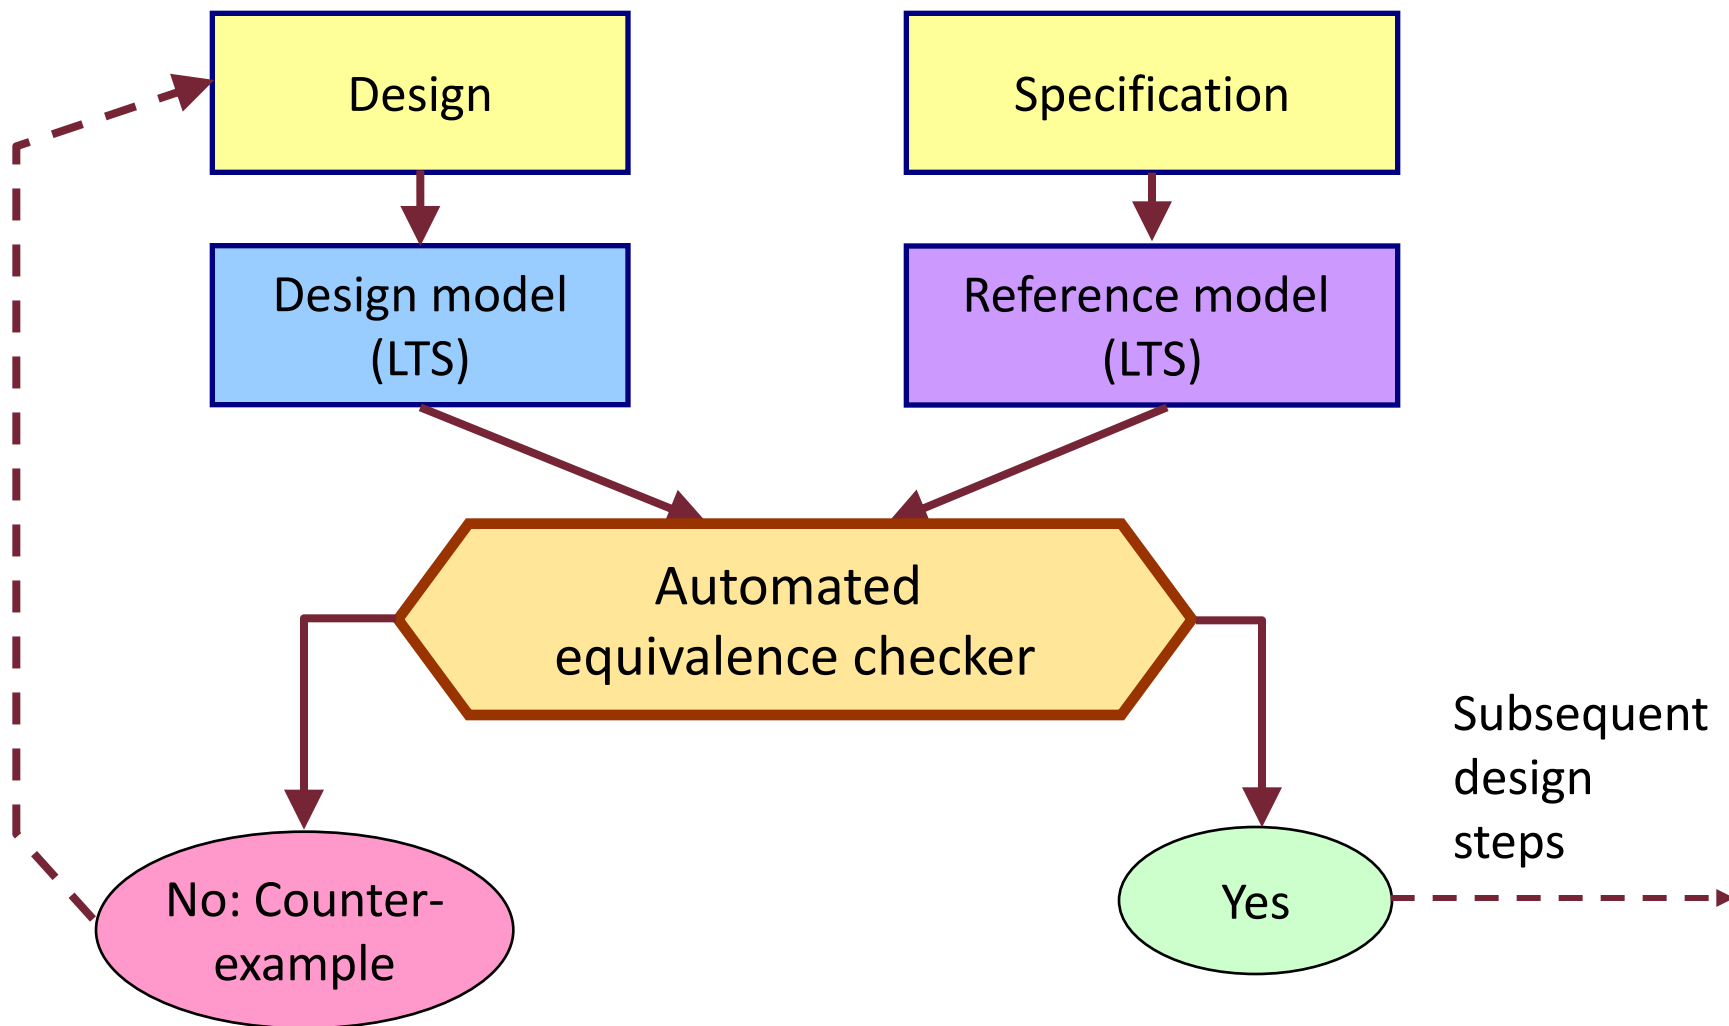 Design
Specification
Design model
(LTS)
Reference model
(LTS)
Automated
equivalence checker
Subsequent
design
steps
No: Counter-
example
Yes